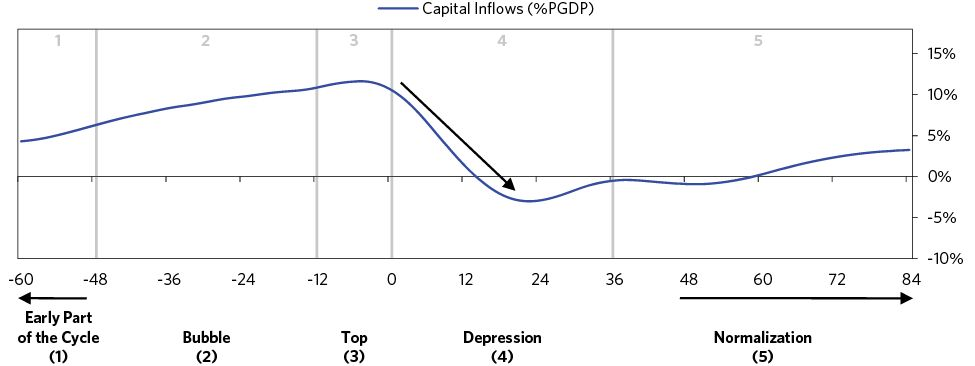 Capital Inflows (%PGDP)
1 2 3 4 5
15%
10%
5%
0%
-5%
-10%
-60 -48 -36 -24 -12 0 12 24 36 48 60 72 84
Early Part
of the Cycle
(1)
Bubble
(2)
Top
(3)
Depression
(4)
Normalization
(5)